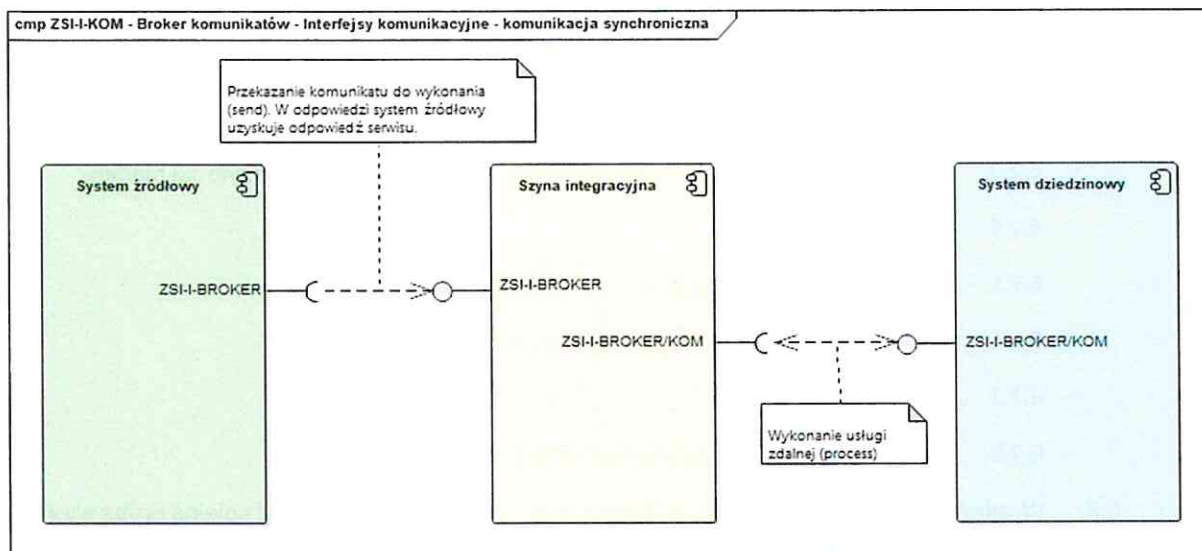 cmp ZSI-I-KOM - Broker komunikatów - Interfejsy komunikacyjne - komunikacja synchroniczna
Przekazanie komunikatu do wykonania
(send). W odpowiedzi system źródłowy
uzyskuje odpowiedź serwisu.
System źródłowy
Szyna integracyjna
System dziedzinowy
ZSI-I-BROKER
ZSI-I-BROKER
ZSI-I-BROKER/KOM
ZSI-I-BROKER/KOM
Wykonanie usługi
zdalnej (process)